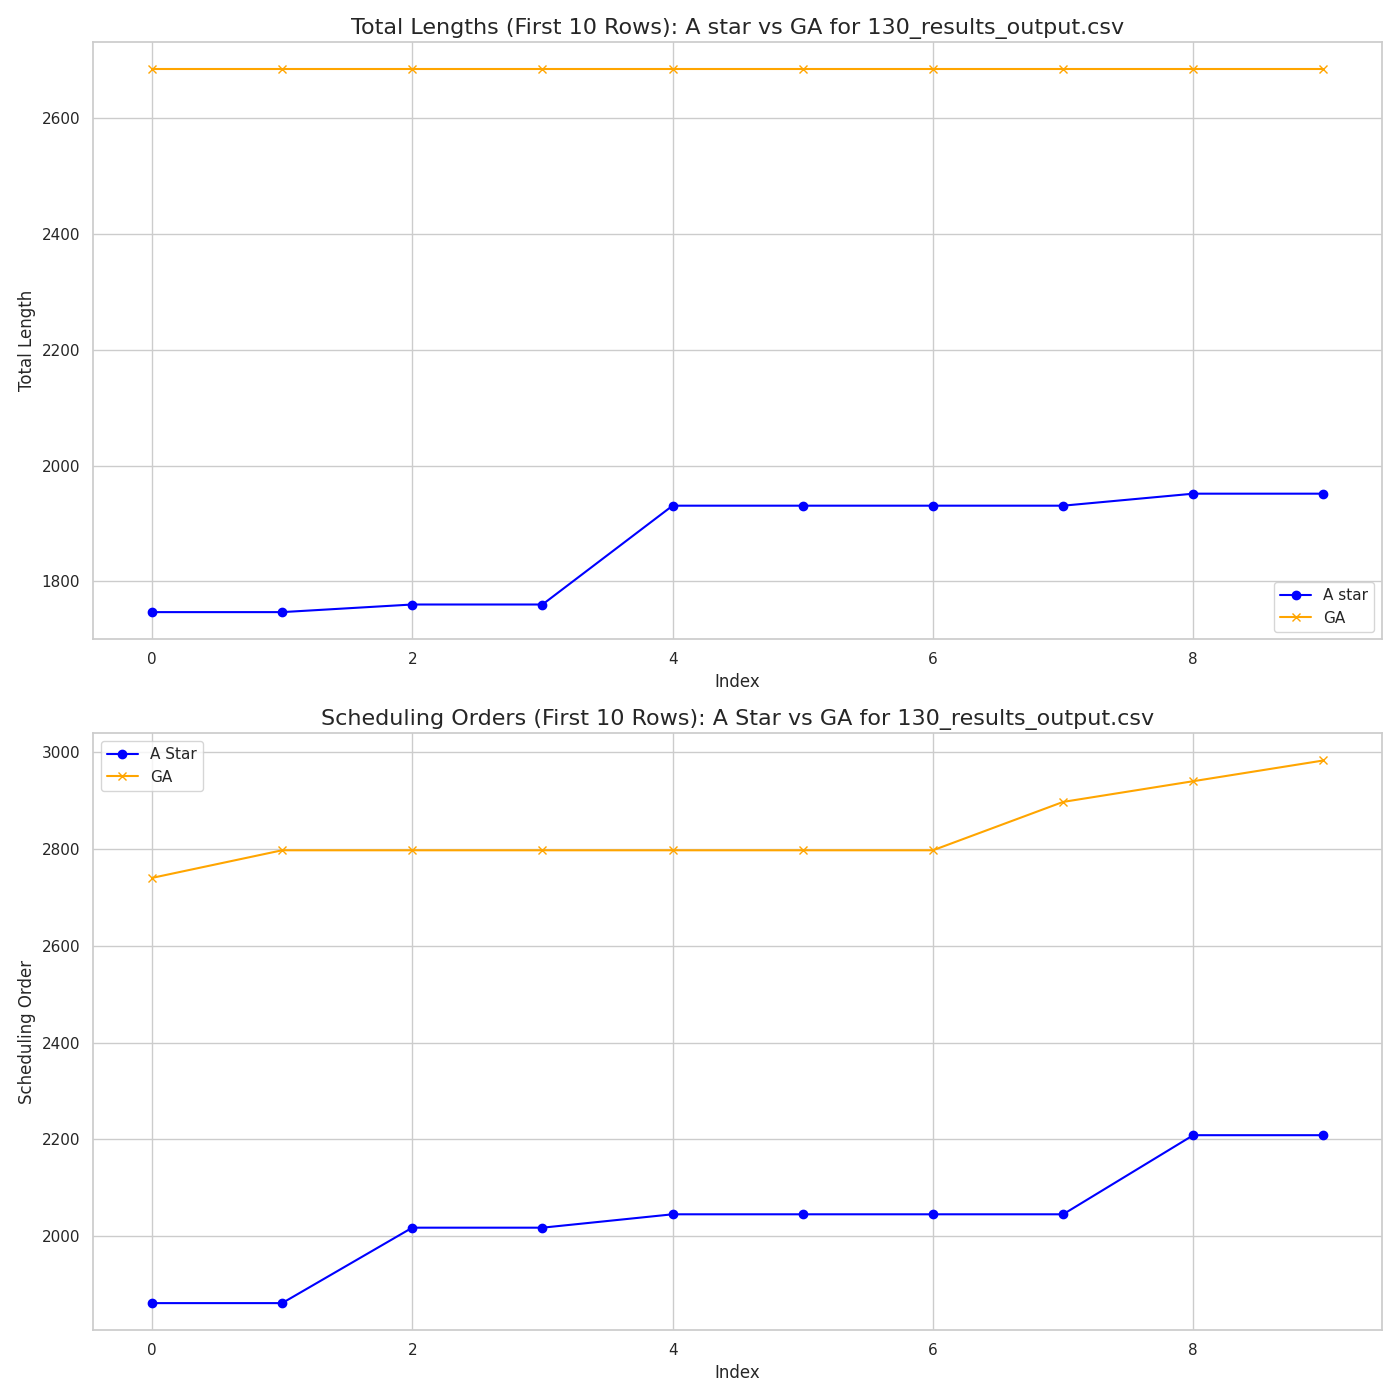 Total Lengths (First 10 Rows): A star vs GA for 130_results_output.csv
2600
2400
2200
2000
1800
Total Length
A star
GA
0 2 4 6 8
Index
Scheduling Orders (First 10 Rows): A Star vs GA for 130_results_output.csv
A Star
GA
3000
2800
2600
2400
2200
2000
Scheduling Order
0 2 4 6 8
Index